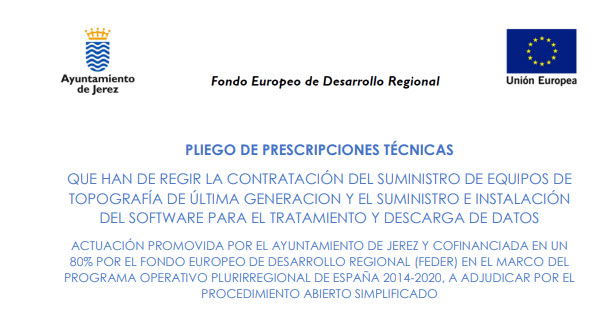 Ayuntamiento
de Jerez
Fondo Europeo de Desarrollo Regional
Unión Europea
PLIEGO DE PRESCRIPCIONES TÉCNICAS
QUE HAN DE REGIR LA CONTRATACIÓN DEL SUMINISTRO DE EQUIPOS DE
TOPOGRAFÍA DE ÚLTIMA GENERACION Y EL SUMINISTRO E INSTALACIÓN
DEL SOFTWARE PARA EL TRATAMIENTO Y DESCARGA DE DATOS
ACTUACIÓN PROMOVIDA POR EL AYUNTAMIENTO DE JEREZ Y COFINANCIADA EN UN
80% POR EL FONDO EUROPEO DE DESARROLLO REGIONAL (FEDER) EN EL MARCO DEL
PROGRAMA OPERATIVO PLURIRREGIONAL DE ESPAÑA 2014-2020, A ADJUDICAR POR EL
PROCEDIMIENTO ABIERTO SIMPLIFICADO